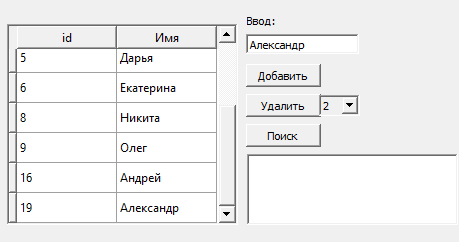 id Имя
5 Дарья
6 Екатерина
8 Никита
9 Олег
16 Андрей
19 Александр
Ввод:
Александр
Добавить
Удалить 2
Поиск